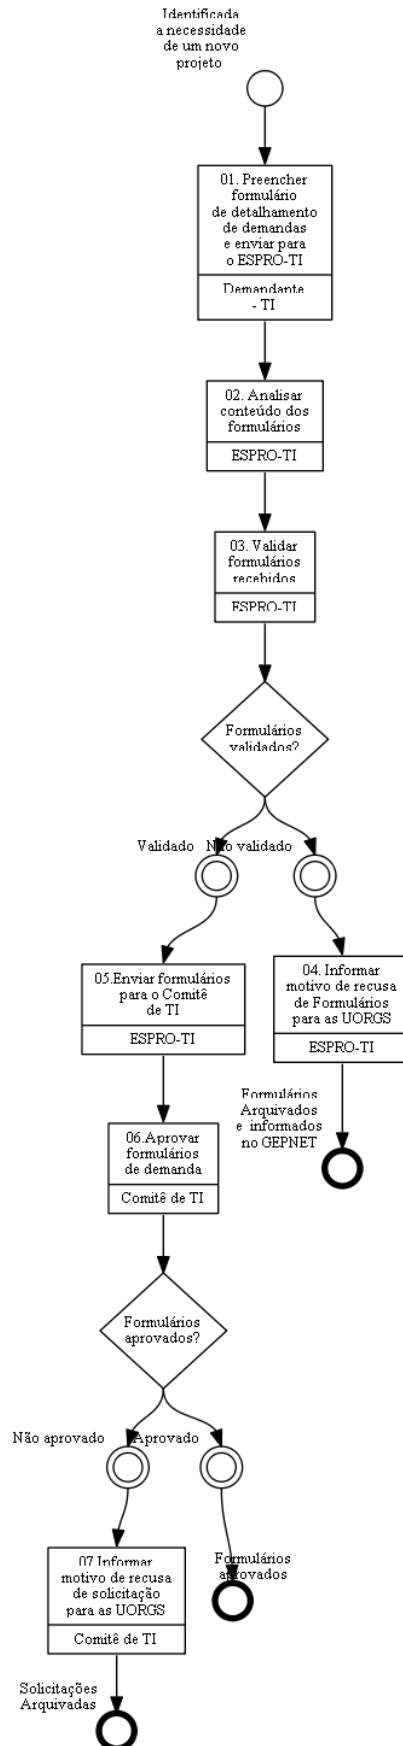 Identificada
a necessidade
de um novo
projeto
01. Preencher
formulário
de detalhamento
de demandas
e enviar para
o ESPRO-TI
Demandante
- TI
02. Analisar
conteúdo dos
formulários
ESPRO-TI
03. Validar
formulários
recebidos
ESPRO-TI
Formulários
validados?
Validado
Não validado
05.Enviar formulários
para o Comitê
de TI
ESPRO-TI
04. Informar
motivo de recusa
de Formulários
para as UORGS
ESPRO-TI
Formulários
Arquivados
e informados
no GEPNET
06.Aprovar
formulários
de demanda
Comitê de TI
Formulários
aprovados?
Não aprovado
Aprovado
07.Informar
motivo de recusa
de solicitação
para as UORGS
Comitê de TI
Formulários
aprovados
Solicitações
Arquivadas